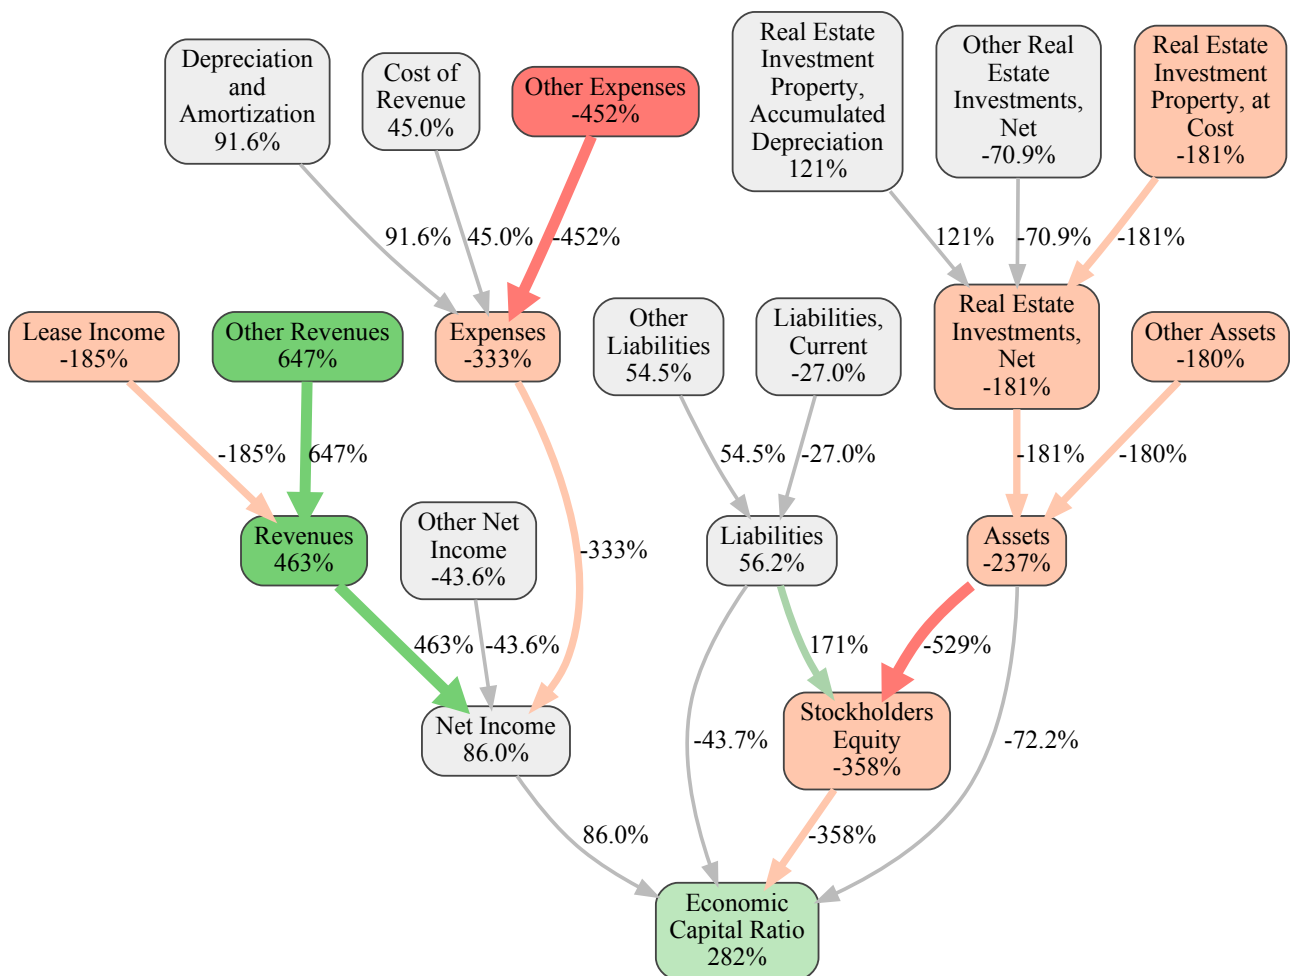 Depreciation
and
Amortization
91.6%
Cost of
Revenue
45.0%
Other Expenses
-452%
Real Estate
Investment
Property,
Accumulated
Depreciation
121%
Other Real
Estate
Investments,
Net
-70.9%
Real Estate
Investment
Property, at
Cost
-181%
91.6%
45.0%
-452%
121%
-70.9%
-181%
Lease Income
-185%
Other Revenues
647%
Expenses
-333%
Other
Liabilities
54.5%
Liabilities,
Current
-27.0%
Real Estate
Investments,
Net
-181%
Other Assets
-180%
-185%
647%
54.5%
-27.0%
-181%
-180%
Revenues
463%
Other Net
Income
-43.6%
-333%
Liabilities
56.2%
Assets
-237%
463%
-43.6%
171%
-529%
Net Income
86.0%
-43.7%
Stockholders
Equity
-358%
-72.2%
86.0%
-358%
Economic
Capital Ratio
282%